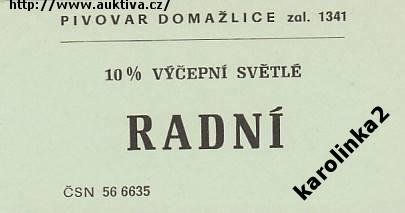 http://www.auktiva.cz/
PIVOVAR DOMAŽLICE zal. 1341
10% VÝČEPNÍ SVĚTLÉ
RADNÍ
ČSN 56 6635
karolinka2